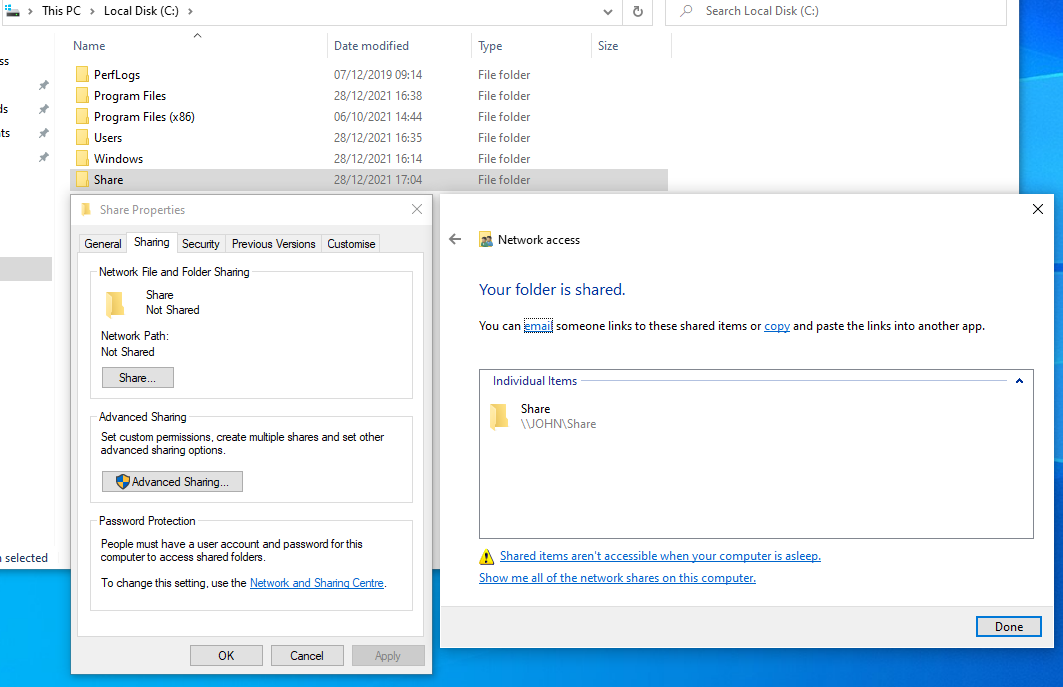 This PC > Local Disk (C:) >
Search Local Disk (C:)
Name Date modified Type Size
ss
PerfLogs 07/12/2019 09:14 File folder
ds
Program Files 28/12/2021 16:38 File folder
Program Files (x86) 06/10/2021 14:44 File folder
nts
Users 28/12/2021 16:35 File folder
Windows 28/12/2021 16:14 File folder
Share 28/12/2021 17:04 File folder
selected
Share Properties
General Sharing Security Previous Versions Customise
Network File and Folder Sharing
Share
Not Shared
Network Path:
Not Shared
Share...
Advanced Sharing
Set custom permissions, create multiple shares and set other
advanced sharing options.
Advanced Sharing...
Password Protection
People must have a user account and password for this
computer to access shared folders.
To change this setting, use the Network and Sharing Centre.
OK Cancel Apply
Network access
Your folder is shared.
You can email someone links to these shared items or copy and paste the links into another app.
Individual Items
Share
\\JOHN\Share
Shared items aren't accessible when your computer is asleep.
Show me all of the network shares on this computer.
Done